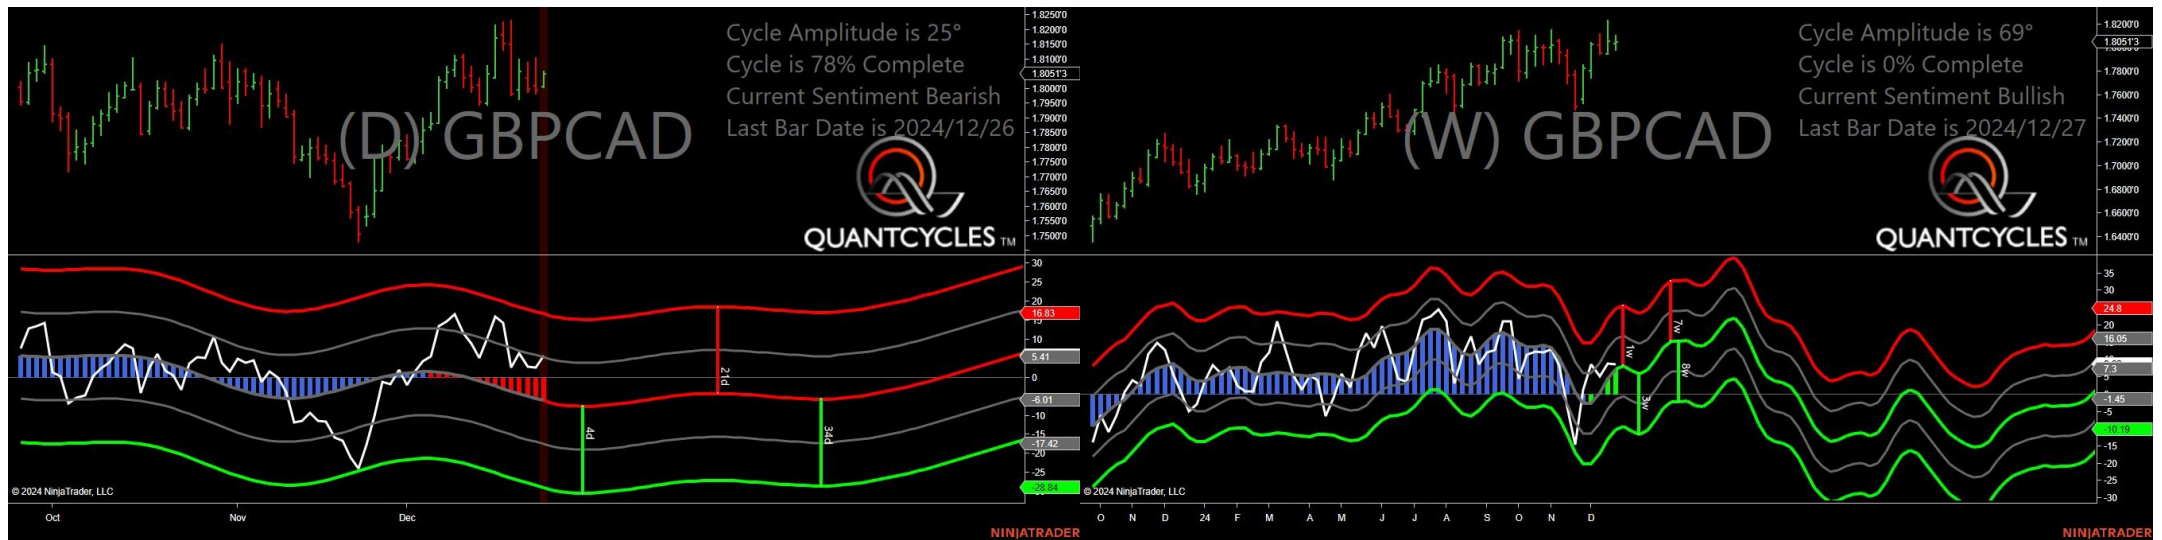 Cycle Amplitude is 25°
Cycle is 78% Complete
Current Sentiment Bearish
Last Bar Date is 2024/12/26
(D) GBPCAD
QUANTCYCLES TM
1.8250'0
1.8200'0
1.8150'0
1.8100'0
1.8051'3
1.8000'0
1.7950'0
1.7900'0
1.7850'0
1.7800'0
1.7750'0
1.7700'0
1.7650'0
1.7600'0
1.7550'0
1.7500'0
30
25
20
16.83
15
10
5.41
0
-6.01
-10
-15
-17.42
-20
-25
-28.84
21d
4d
34d
© 2024 NinjaTrader, LLC
Oct Nov Dec
NINJATRADER
Cycle Amplitude is 69°
Cycle is 0% Complete
Current Sentiment Bullish
Last Bar Date is 2024/12/27
(W) GBPCAD
QUANTCYCLES TM
1.8200'0
1.8051'3
1.7800'0
1.7600'0
1.7400'0
1.7200'0
1.7000'0
1.6800'0
1.6600'0
1.6400'0
35
30
24.8
20
16.05
7.3
5
-1.45
-5
-10.19
-15
-20
-25
-30
1w
7w
3w
8w
© 2024 NinjaTrader, LLC
O N D 24 F M A M J J A S O N D
NINJATRADER